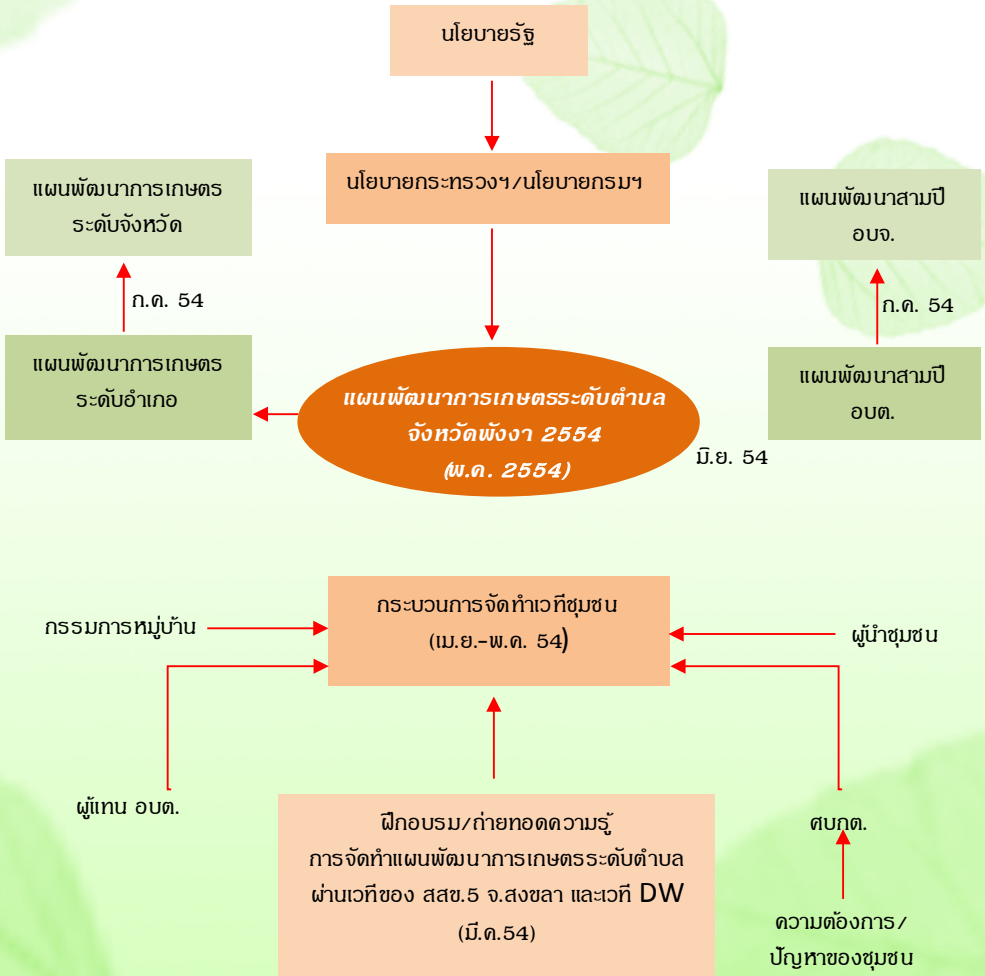 นโยบายรัฐ
นโยบายกระทรวงฯ/นโยบายกรมฯ
แผนพัฒนาการเกษตร
ระดับจังหวัด
แผนพัฒนาสามปี
อบจ.
ก.ค. 54
ก.ค. 54
แผนพัฒนาการเกษตร
ระดับอำเภอ
แผนพัฒนาการเกษตรระดับตำบล
จังหวัดพังงา 2554
(พ.ค. 2554)
แผนพัฒนาสามปี
อบต.
มิ.ย. 54
กระบวนการจัดทำเวทีชุมชน
(เม.ย.-พ.ค. 54)
กรรมการหมู่บ้าน
ผู้นำชุมชน
ผู้แทน อบต.
ฝึกอบรม/ถ่ายทอดความรู้
การจัดทำแผนพัฒนาการเกษตรระดับตำบล
ผ่านเวทีของ สสข.5 จ.สงขลา และเวที DW
(มี.ค.54)
ศบกต.
ความต้องการ/
ปัญหาของชุมชน